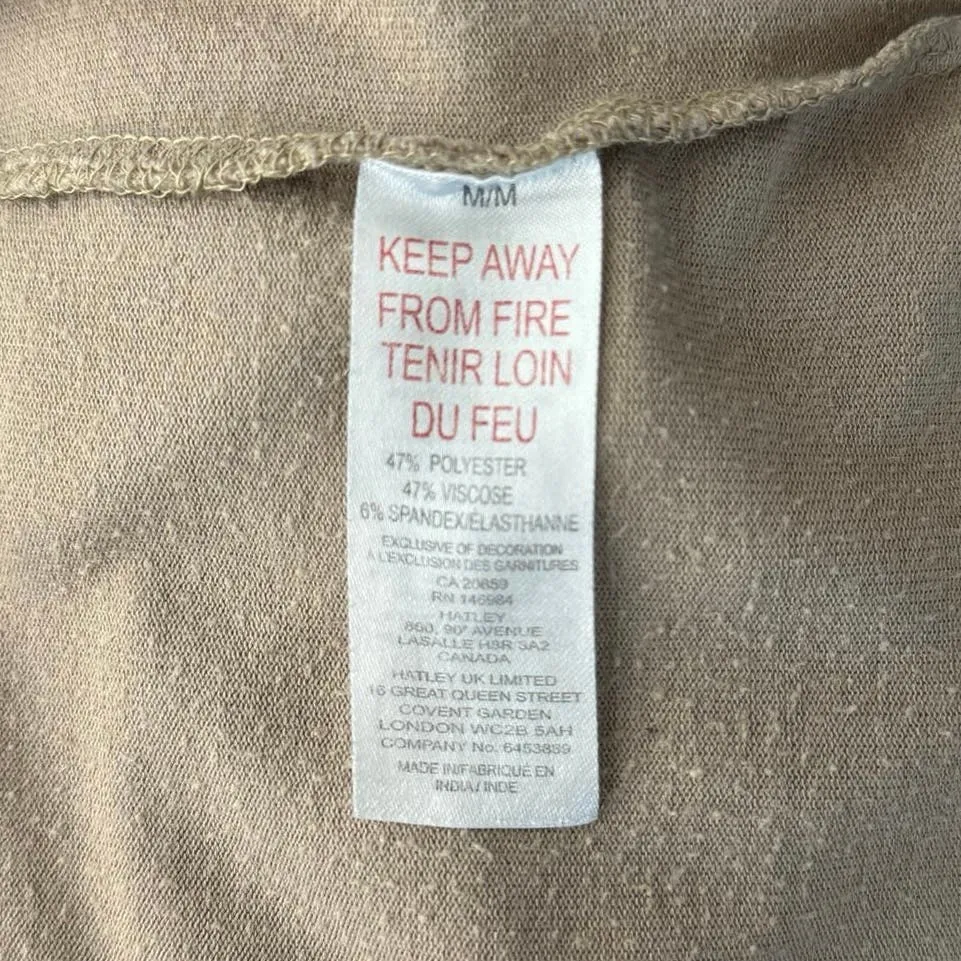 M/M
KEEP AWAY
FROM FIRE
TENIR LOIN
DU FEU
47% POLYESTER
47% VISCOSE
6% SPANDEX/ÉLASTHANNE
EXCLUSIVE OF DECORATION
À L'EXCLUSION DES GARNITURES
CA 20859
RN 146984
HATLEY
860, 90e AVENUE
LASALLE H8R 3A2
CANADA
HATLEY UK LIMITED
16 GREAT QUEEN STREET
COVENT GARDEN
LONDON WC2B 5AH
COMPANY No. 6453889
MADE IN/FABRIQUÉ EN
INDIA / INDE